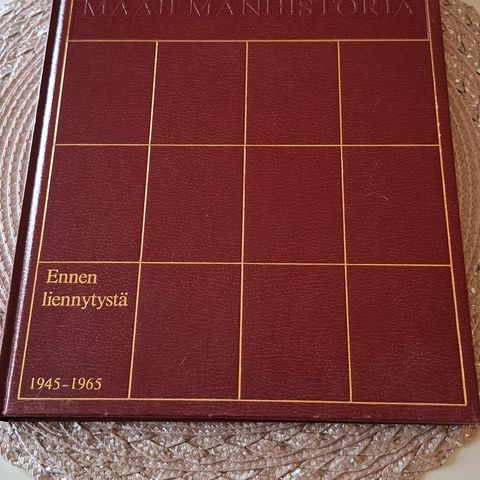 MAAILMANHISTORIA
Ennen
liennytystä
1945-1965